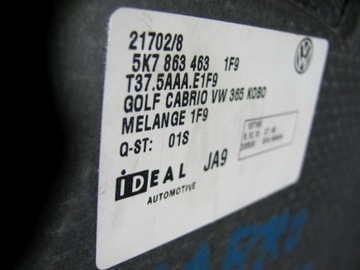 21702/8
5K7 863 463 1F9
T37.5AAA.E1F9
GOLF CABRIO VW 365 KOBO
MELANGE 1F9
Q-ST: 01S
JA9
iDEAL
AUTOMOTIVE